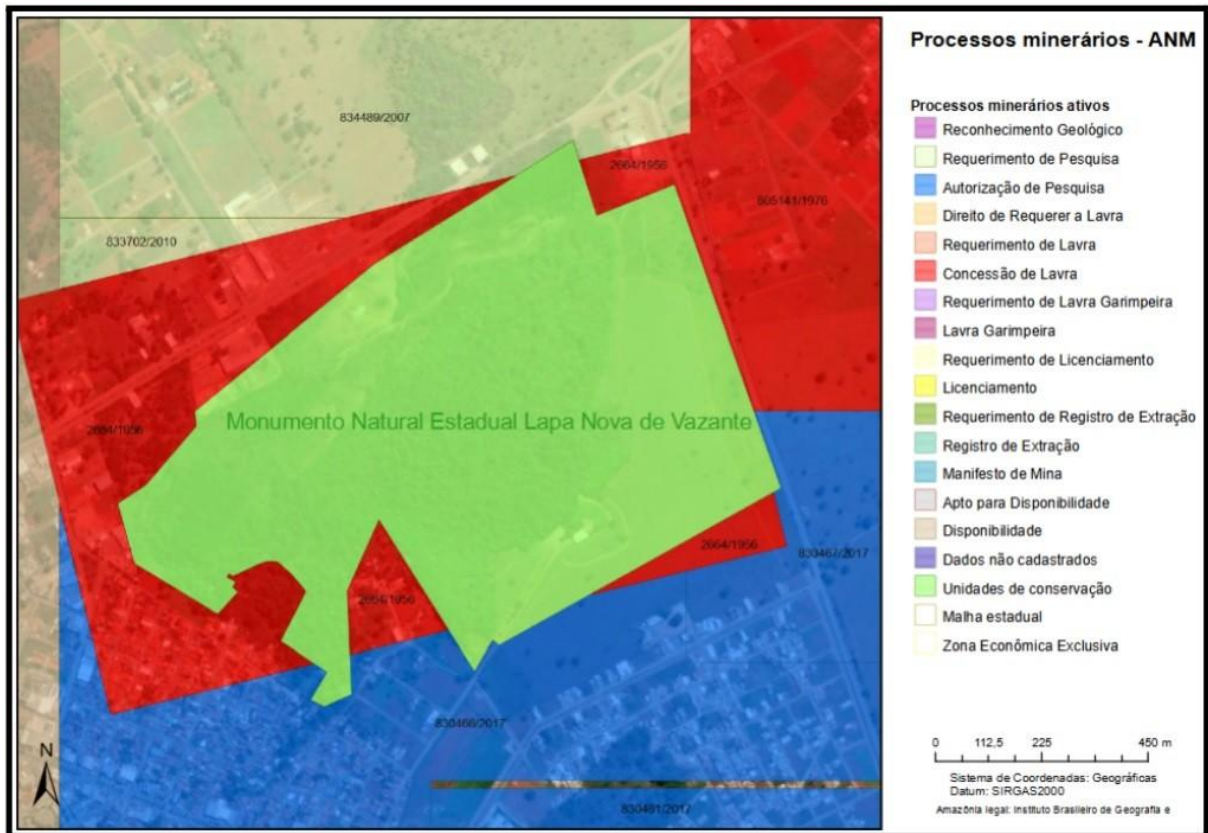 Processos minerários - ANM
Processos minerários ativos
Reconhecimento Geológico
Requerimento de Pesquisa
Autorização de Pesquisa
Direito de Requerer a Lavra
Requerimento de Lavra
Concessão de Lavra
Requerimento de Lavra Garimpeira
Lavra Garimpeira
Requerimento de Licenciamento
Licenciamento
Requerimento de Registro de Extração
Registro de Extração
Manifesto de Mina
Apto para Disponibilidade
Disponibilidade
Dados não cadastrados
Unidades de conservação
Malha estadual
Zona Econômica Exclusiva
0 112,5 225 450 m
Sistema de Coordenadas: Geográficas
Datum: SIRGAS2000
Amazônia legal: Instituto Brasileiro de Geografia e
834489/2007
2664/1956
805141/1976
833702/2010
Monumento Natural Estadual Lapa Nova de Vazante
2664/1956
2664/1956
830467/2017
2664/1956
830466/2017
N
830461/2017